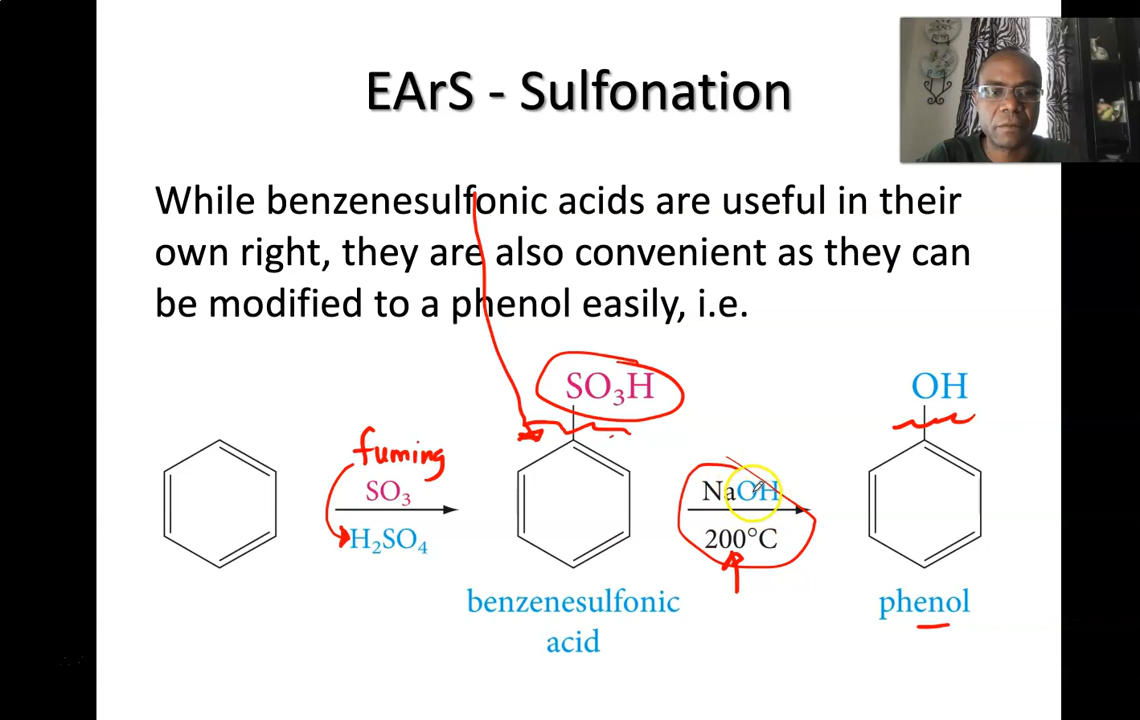 EArS - Sulfonation
While benzenesulfonic acids are useful in their
own right, they are also convenient as they can
be modified to a phenol easily, i.e.
SO₃H
OH
fuming
SO₃
NaOH
H₂SO₄
200°C
benzenesulfonic
acid
phenol